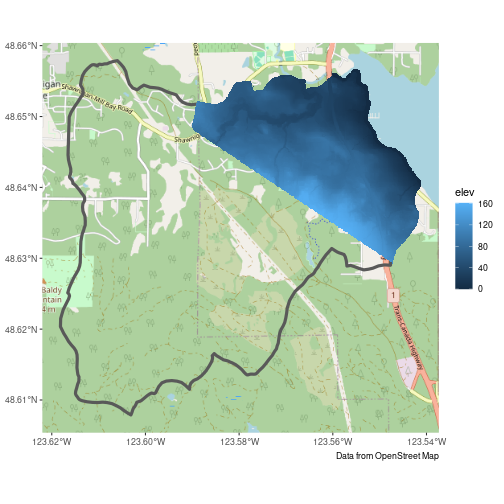 48.66°N
48.65°N
48.64°N
48.63°N
48.62°N
48.61°N
igan
Road
Shawnigan-Mill Bay Road
Shawnig
Baldy
ntain
1
Trans-Canada Highway
123.62°W
123.60°W
123.58°W
123.56°W
123.54°W
Data from OpenStreet Map
elev
160
120
80
40
0